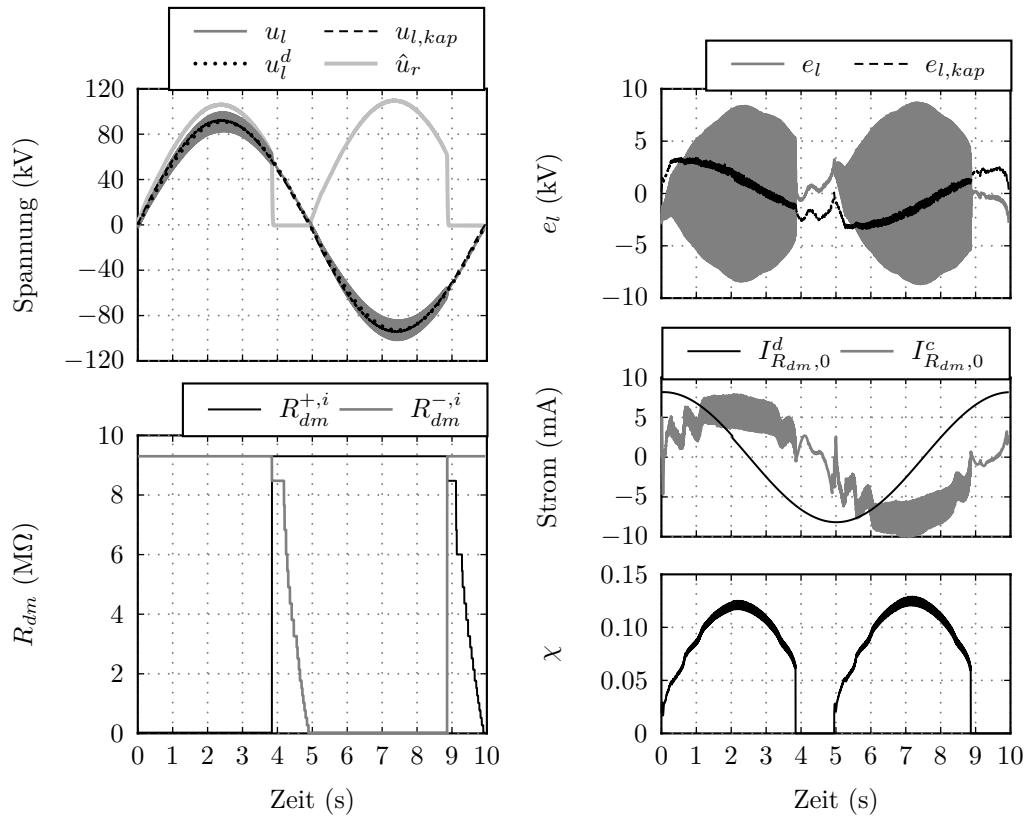 u_l u_{l,kap}
u_l^d û_r
Spannung (kV)
120
80
40
0
−40
−80
−120
e_l e_{l,kap}
e_l (kV)
10
5
0
−5
−10
R_{dm}^{+,i} R_{dm}^{−,i}
R_{dm} (MΩ)
10
8
6
4
2
0
0 1 2 3 4 5 6 7 8 9 10
Zeit (s)
I_{R_{dm},0}^d I_{R_{dm},0}^c
Strom (mA)
10
5
0
−5
−10
χ
0.15
0.10
0.05
0
0 1 2 3 4 5 6 7 8 9 10
Zeit (s)